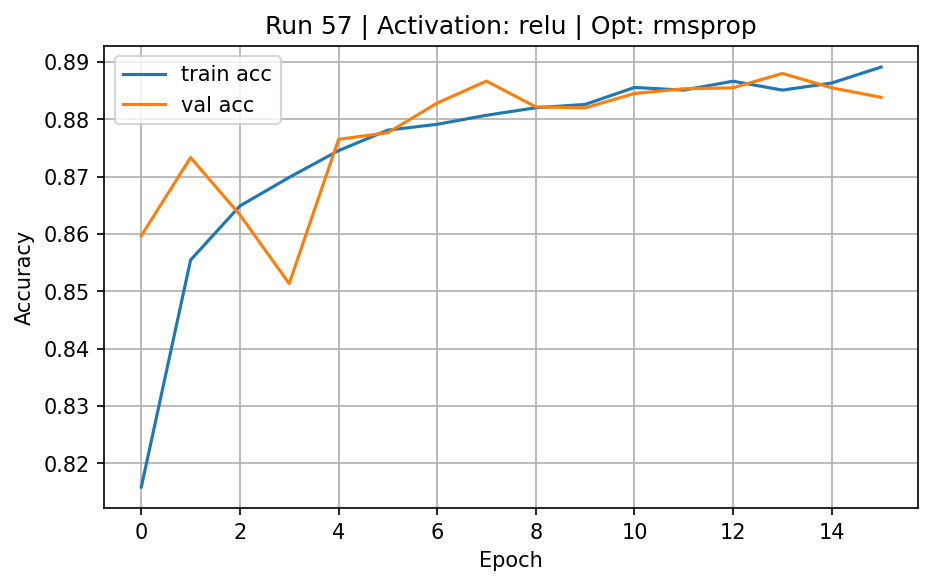 Run 57 | Activation: relu | Opt: rmsprop
train acc
val acc
0.89
0.88
0.87
0.86
0.85
0.84
0.83
0.82
Accuracy
0 2 4 6 8 10 12 14
Epoch